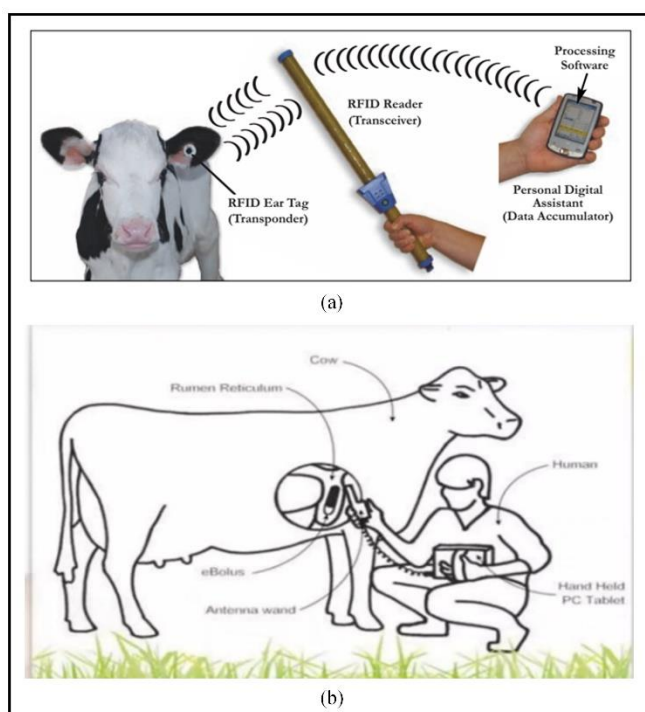 Processing
Software
RFID Reader
(Transceiver)
RFID Ear Tag
(Transponder)
Personal Digital
Assistant
(Data Accumulator)
(a)
Cow
Rumen Reticulum
Human
eBolus
Antenna wand
Hand Held
PC Tablet
(b)